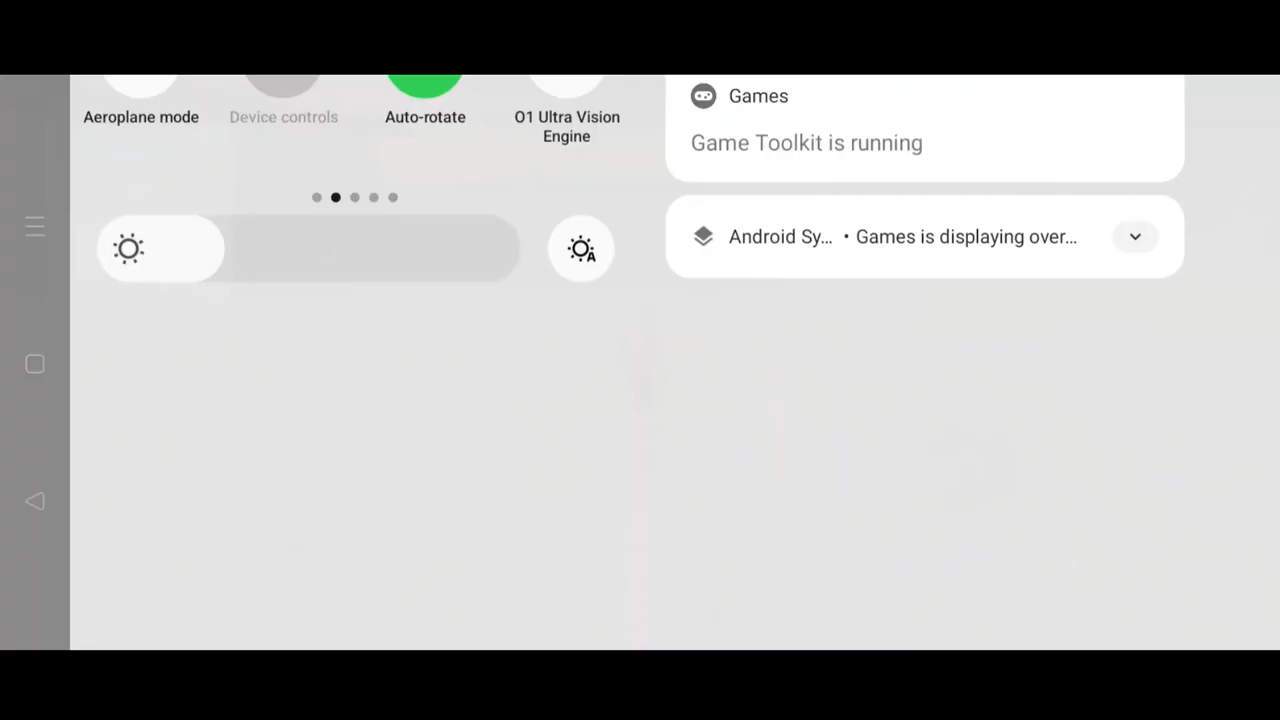 Aeroplane mode
Device controls
Auto-rotate
O1 Ultra Vision
Engine
Games
Game Toolkit is running
Android Sy... • Games is displaying over...